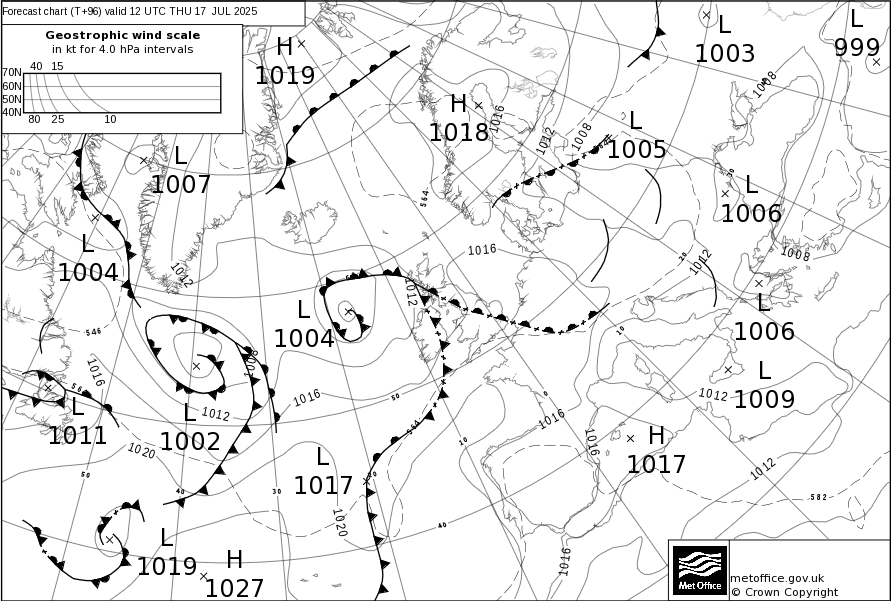 Forecast chart (T+96) valid 12 UTC THU 17 JUL 2025
Geostrophic wind scale
in kt for 4.0 hPa intervals
40 15
70N
60N
50N
40N
80 25 10
H
1019
L
1003
L
999
1008
H
1018
1016
1012
1008
L
1005
L
1007
564
L
1006
1016
1012
1008
L
1004
1012
L
1004
1012
L
1006
546
1016
1008
L
1009
1012
1016
1012
L
1011
L
1002
1016
1016
H
1017
1020
L
1017
1012
582
50
40
30
20
10
0
40
50
10
1020
L
1019
H
1027
1016
Met Office
metoffice.gov.uk
© Crown Copyright